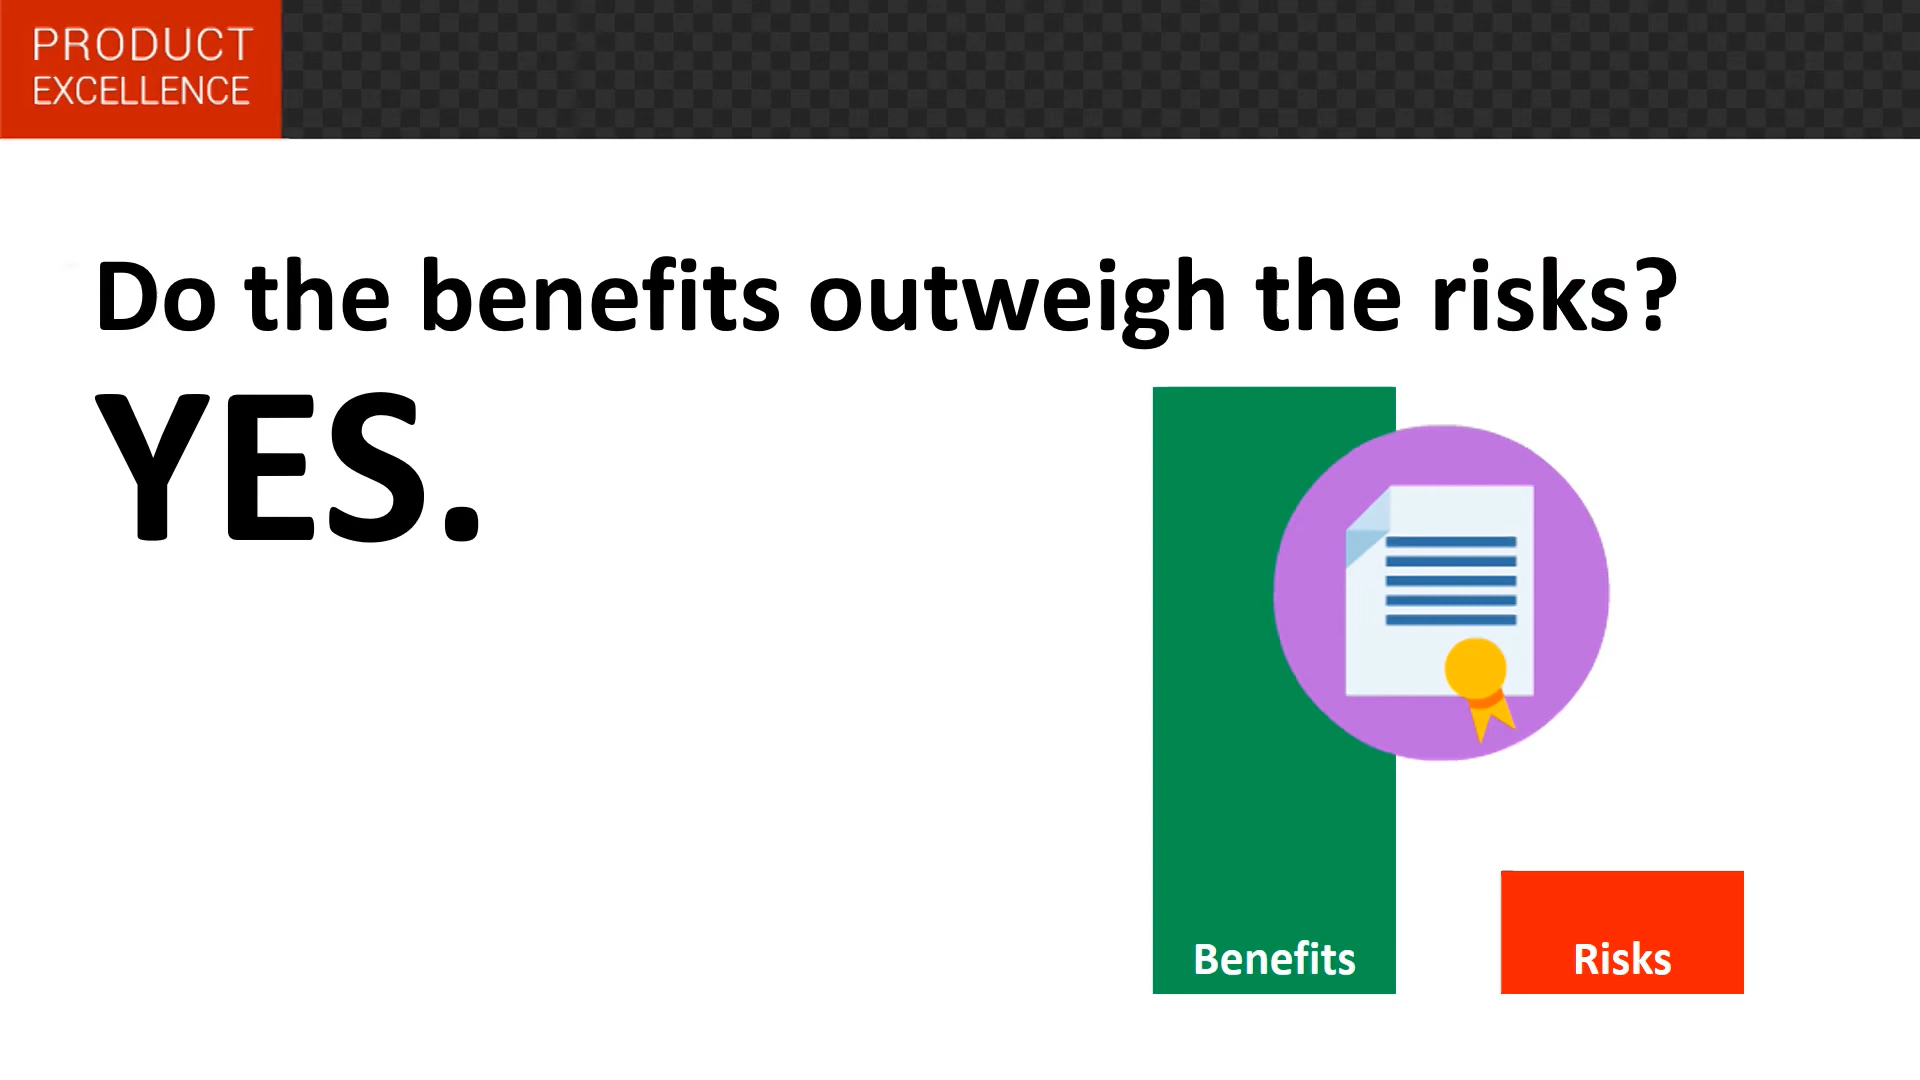 PRODUCT
EXCELLENCE
Do the benefits outweigh the risks?
YES.
Benefits
Risks